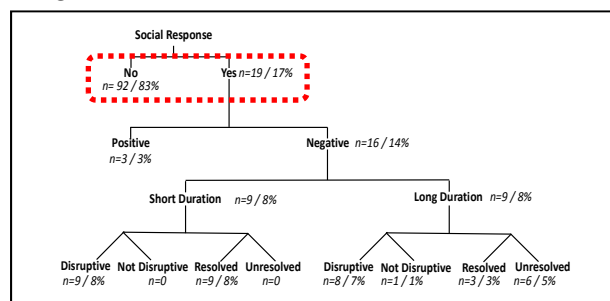 Social Response
No
n= 92 / 83%
Yes n=19 / 17%
Positive
n=3 / 3%
Negative n=16 / 14%
Short Duration n=9 / 8%
Long Duration n=9 / 8%
Disruptive Not Disruptive Resolved Unresolved Disruptive Not Disruptive Resolved Unresolved
n=9 / 8% n=0 n=9 / 8% n=0 n=8 / 7% n=1 / 1% n=3 / 3% n=6 / 5%